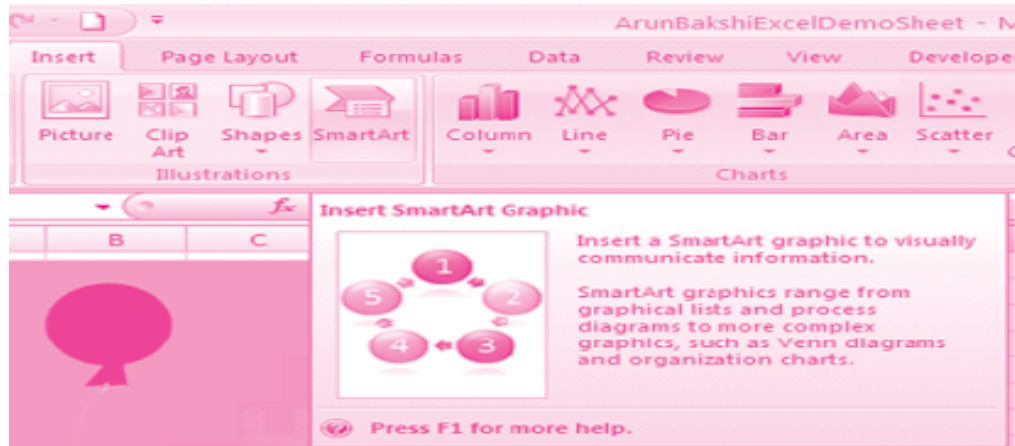 ArunBakshiExcelDemoSheet - M
Insert Page Layout Formulas Data Review View Develope
Picture Clip Art Shapes SmartArt Column Line Pie Bar Area Scatter
Illustrations Charts
fx
B C
Insert SmartArt Graphic
Insert a SmartArt graphic to visually
communicate information.
SmartArt graphics range from
graphical lists and process
diagrams to more complex
graphics, such as Venn diagrams
and organization charts.
1
5 2
4 3
Press F1 for more help.